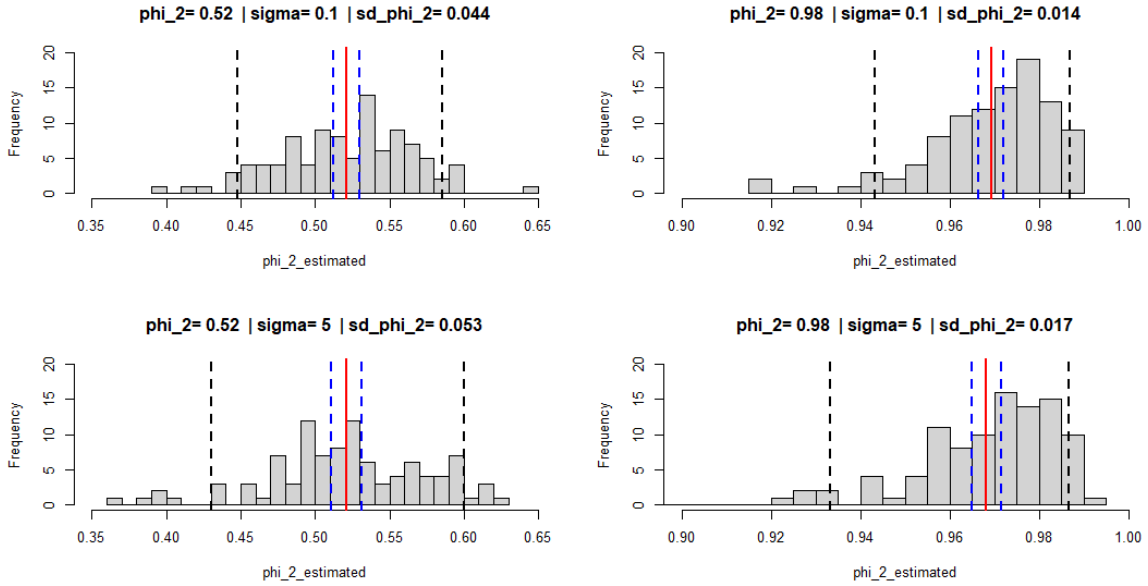 phi_2= 0.52 | sigma= 0.1 | sd_phi_2= 0.044
Frequency
20
15
10
5
0
0.35 0.40 0.45 0.50 0.55 0.60 0.65
phi_2_estimated
phi_2= 0.98 | sigma= 0.1 | sd_phi_2= 0.014
Frequency
20
15
10
5
0
0.90 0.92 0.94 0.96 0.98 1.00
phi_2_estimated
phi_2= 0.52 | sigma= 5 | sd_phi_2= 0.053
Frequency
20
15
10
5
0
0.35 0.40 0.45 0.50 0.55 0.60 0.65
phi_2_estimated
phi_2= 0.98 | sigma= 5 | sd_phi_2= 0.017
Frequency
20
15
10
5
0
0.90 0.92 0.94 0.96 0.98 1.00
phi_2_estimated